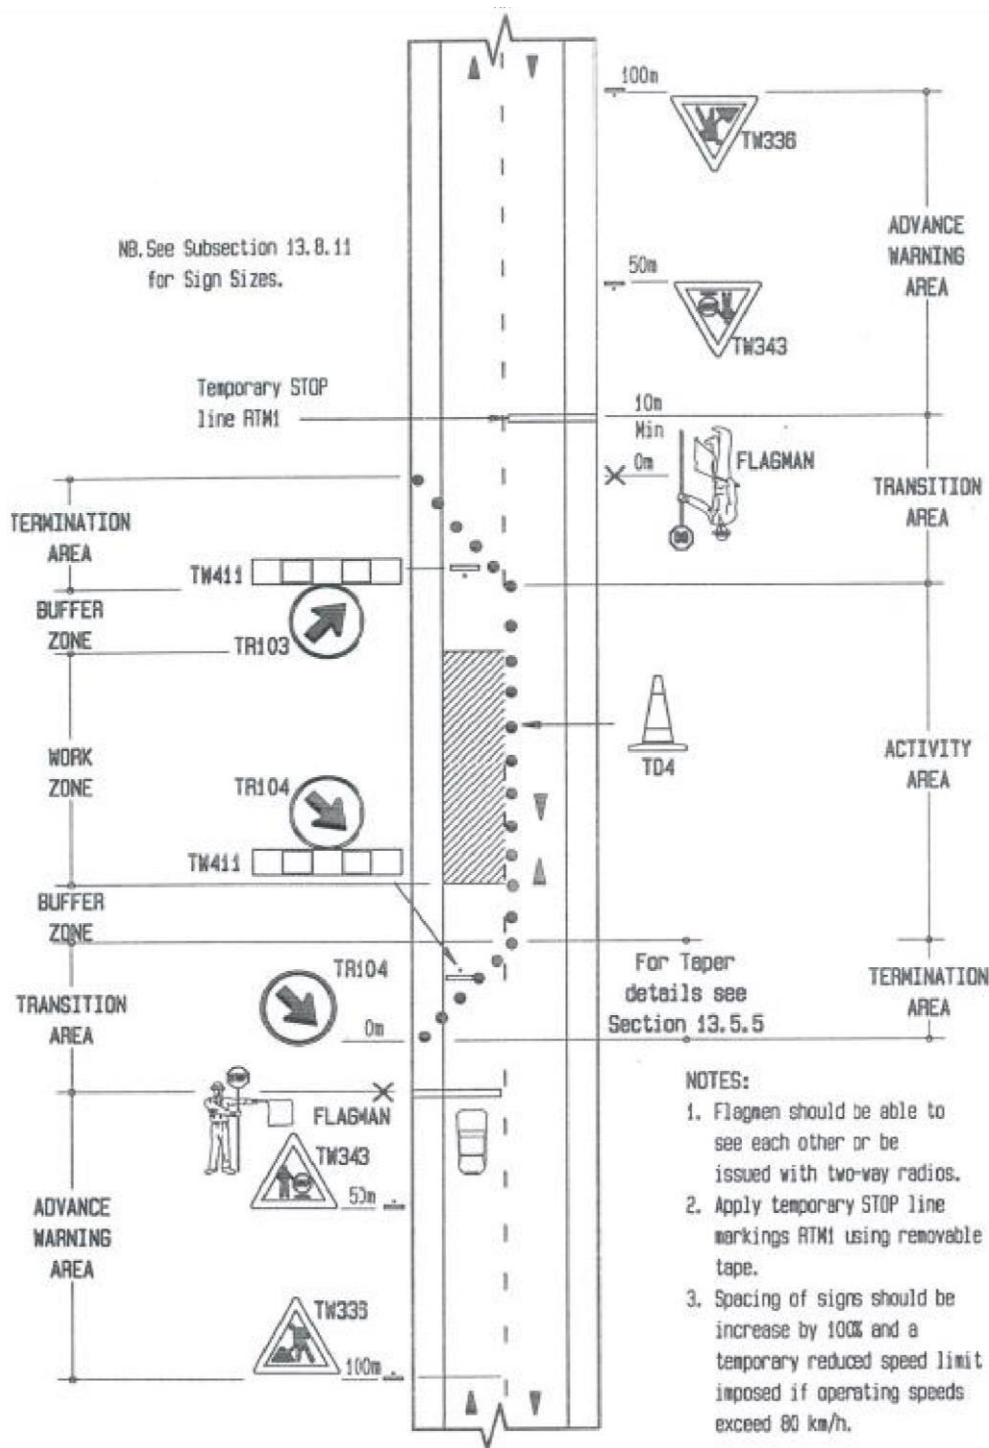 100m
TW336
ADVANCE
WARNING
AREA
NB.See Subsection 13.8.11
for Sign Sizes.
50m
TW343
Temporary STOP
line RTM1
10m
Min
0m
FLAGMAN
TRANSITION
AREA
TERMINATION
AREA
TW411
BUFFER
ZONE
TR103
WORK
ZONE
TD4
ACTIVITY
AREA
TR104
TW411
BUFFER
ZONE
TRANSITION
AREA
TR104
0m
For Taper
details see
Section 13.5.5
TERMINATION
AREA
STOP
FLAGMAN
TW343
50m
ADVANCE
WARNING
AREA
TW336
100m
NOTES:
1. Flagmen should be able to
see each other or be
issued with two-way radios.
2. Apply temporary STOP line
markings RTM1 using removable
tape.
3. Spacing of signs should be
increase by 100% and a
temporary reduced speed limit
imposed if operating speeds
exceed 80 km/h.